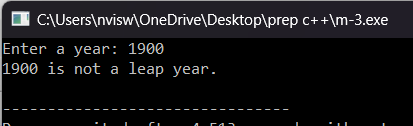 C:\Users\nvisw\OneDrive\Desktop\prep c++\m-3.exe
Enter a year: 1900
1900 is not a leap year.
--------------------------------